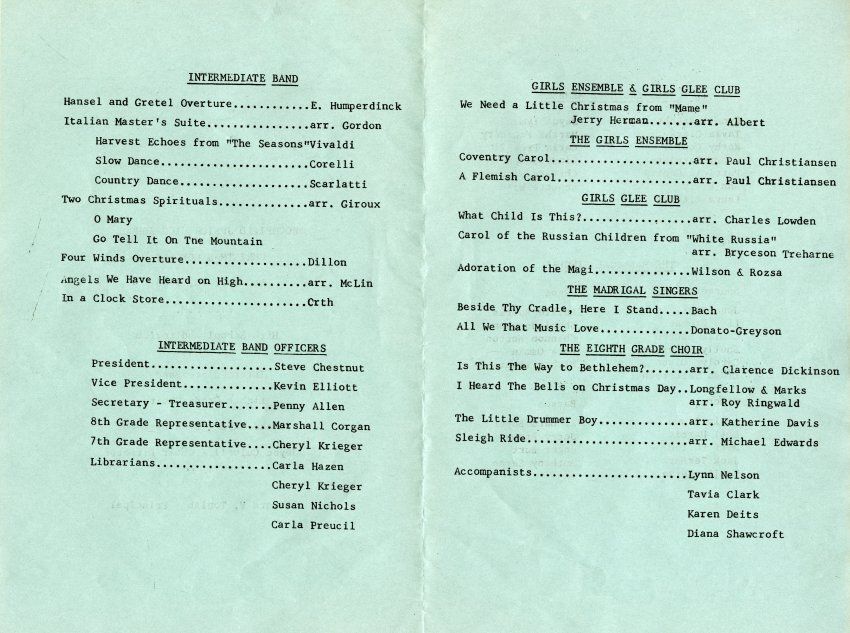 INTERMEDIATE BAND
Hansel and Gretel Overture............E. Humperdinck
Italian Master's Suite................arr. Gordon
Harvest Echoes from "The Seasons"Vivaldi
Slow Dance.......................Corelli
Country Dance....................Scarlatti
Two Christmas Spirituals..............arr. Giroux
O Mary
Go Tell It On The Mountain
Four Winds Overture...................Dillon
Angels We Have Heard on High..........arr. McLin
In a Clock Store......................Orth
INTERMEDIATE BAND OFFICERS
President...................Steve Chestnut
Vice President..............Kevin Elliott
Secretary - Treasurer.......Penny Allen
8th Grade Representative....Marshall Corgan
7th Grade Representative....Cheryl Krieger
Librarians..................Carla Hazen
Cheryl Krieger
Susan Nichols
Carla Preucil
GIRLS ENSEMBLE & GIRLS GLEE CLUB
We Need a Little Christmas from "Mame"
Jerry Herman.......arr. Albert
THE GIRLS ENSEMBLE
Coventry Carol......................arr. Paul Christiansen
A Flemish Carol.....................arr. Paul Christiansen
GIRLS GLEE CLUB
What Child Is This?.................arr. Charles Lowden
Carol of the Russian Children from "White Russia"
arr. Bryceson Treharne
Adoration of the Magi...............Wilson & Rozsa
THE MADRIGAL SINGERS
Beside Thy Cradle, Here I Stand.....Bach
All We That Music Love..............Donato-Greyson
THE EIGHTH GRADE CHOIR
Is This The Way to Bethlehem?.......arr. Clarence Dickinson
I Heard The Bells on Christmas Day..Longfellow & Marks
arr. Roy Ringwald
The Little Drummer Boy..............arr. Katherine Davis
Sleigh Ride.........................arr. Michael Edwards
Accompanists........................Lynn Nelson
Tavia Clark
Karen Deits
Diana Shawcroft